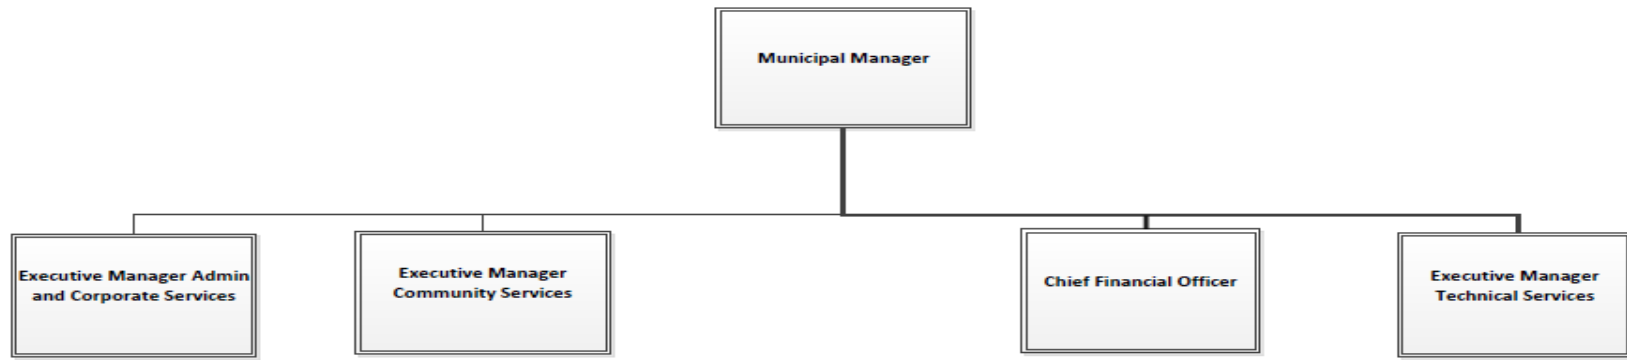 Municipal Manager
Executive Manager Admin
and Corporate Services
Executive Manager
Community Services
Chief Financial Officer
Executive Manager
Technical Services